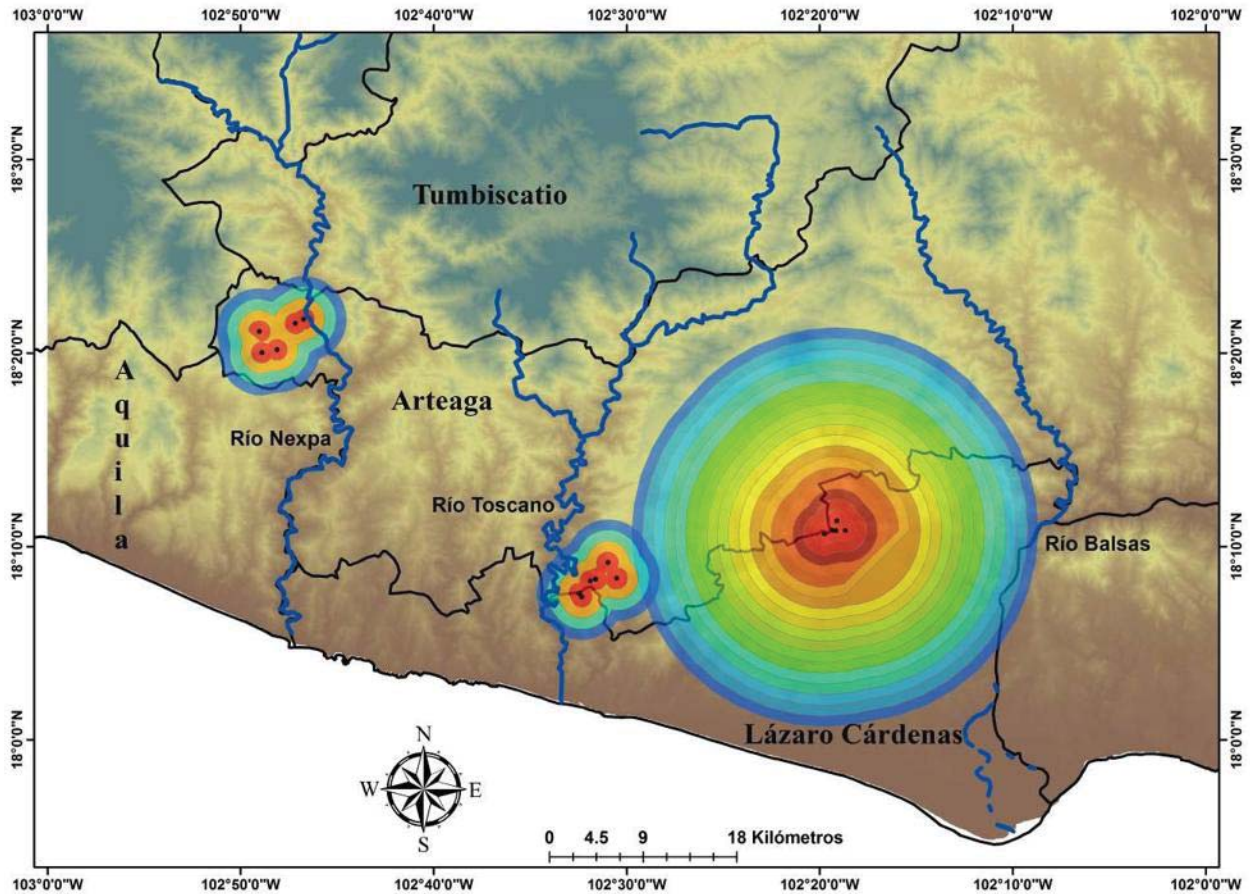 103°0'0"W 102°50'0"W 102°40'0"W 102°30'0"W 102°20'0"W 102°10'0"W 102°0'0"W
18°30'0"N 18°30'0"N
Tumbiscatio
18°20'0"N 18°20'0"N
Aquila
Arteaga
Río Nexpa
Río Toscano
18°10'0"N 18°10'0"N
Río Balsas
18°0'0"N 18°0'0"N
Lázaro Cárdenas
N
W E
S
0 4.5 9 18 Kilómetros
103°0'0"W 102°50'0"W 102°40'0"W 102°30'0"W 102°20'0"W 102°10'0"W 102°0'0"W